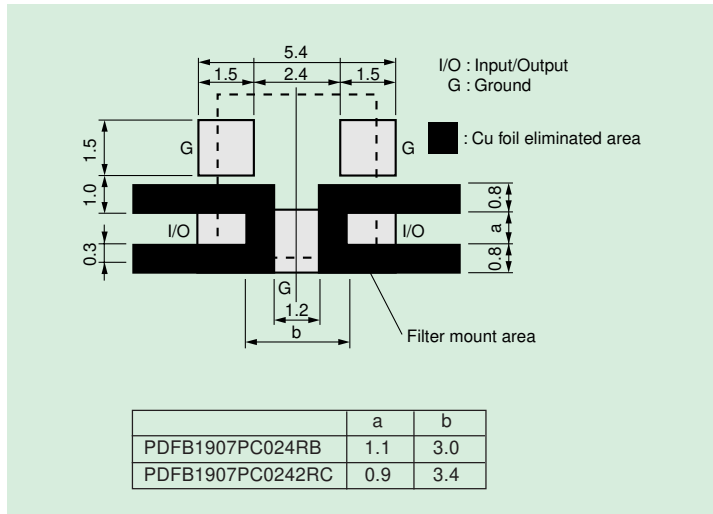 5.4
1.5 2.4 1.5
I/O : Input/Output
G : Ground
G G
: Cu foil eliminated area
1.5
1.0
0.3
0.8
a
0.8
I/O I/O
G
1.2
b
Filter mount area
a b
PDFB1907PC024RB 1.1 3.0
PDFB1907PC0242RC 0.9 3.4